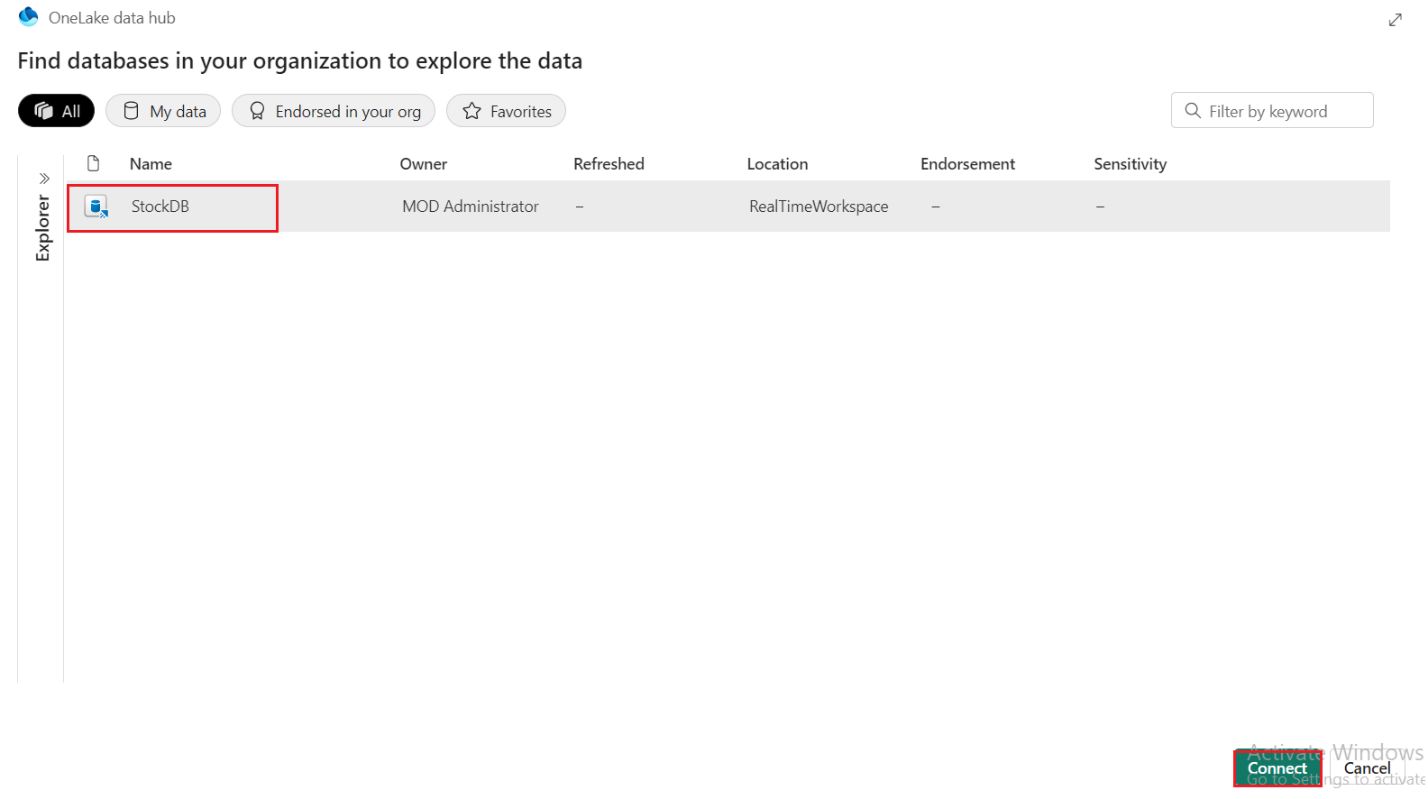 OneLake data hub
Find databases in your organization to explore the data
All My data Endorsed in your org Favorites Filter by keyword
Explorer
Name Owner Refreshed Location Endorsement Sensitivity
StockDB MOD Administrator – RealTimeWorkspace – –
Activate Windows
Connect Cancel
Go to Settings to activate